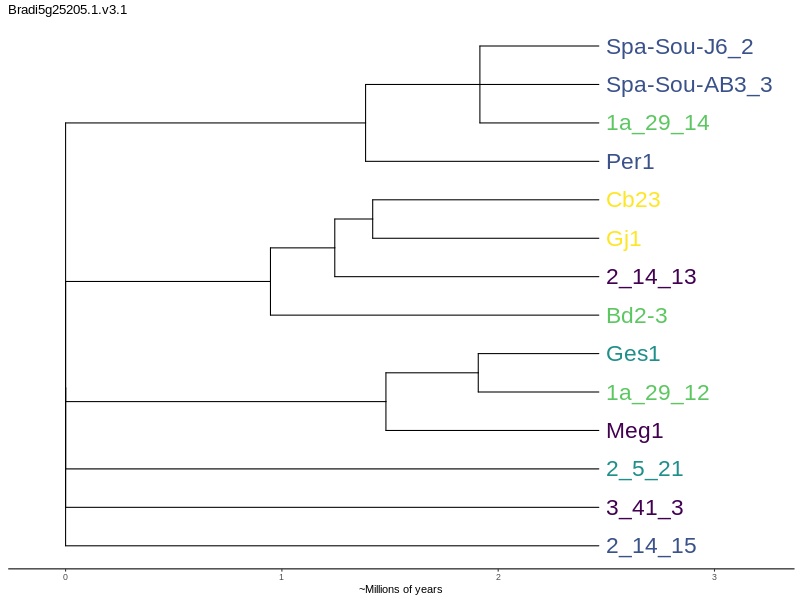 Bradi5g25205.1.v3.1
Spa-Sou-J6_2
Spa-Sou-AB3_3
1a_29_14
Per1
Cb23
Gj1
2_14_13
Bd2-3
Ges1
1a_29_12
Meg1
2_5_21
3_41_3
2_14_15
0 1 2 3
~Millions of years